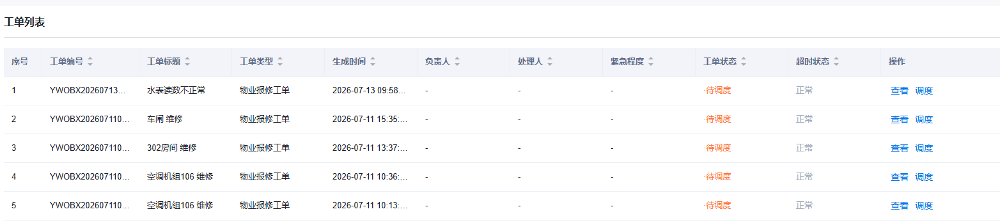 工单列表
序号 工单编号 工单标题 工单类型 生成时间 负责人 处理人 紧急程度 工单状态 超时状态 操作
1 YWOBX20260713... 水表读数不正常 物业报修工单 2026-07-13 09:58... - - - ·待调度 正常 查看 调度
2 YWOBX202607110... 车闸 维修 物业报修工单 2026-07-11 15:35:... - - - ·待调度 正常 查看 调度
3 YWOBX202607110... 302房间 维修 物业报修工单 2026-07-11 13:37:... - - - ·待调度 正常 查看 调度
4 YWOBX202607110... 空调机组106 维修 物业报修工单 2026-07-11 10:36:... - - - ·待调度 正常 查看 调度
5 YWOBX202607110... 空调机组106 维修 物业报修工单 2026-07-11 10:13:... - - - ·待调度 正常 查看 调度